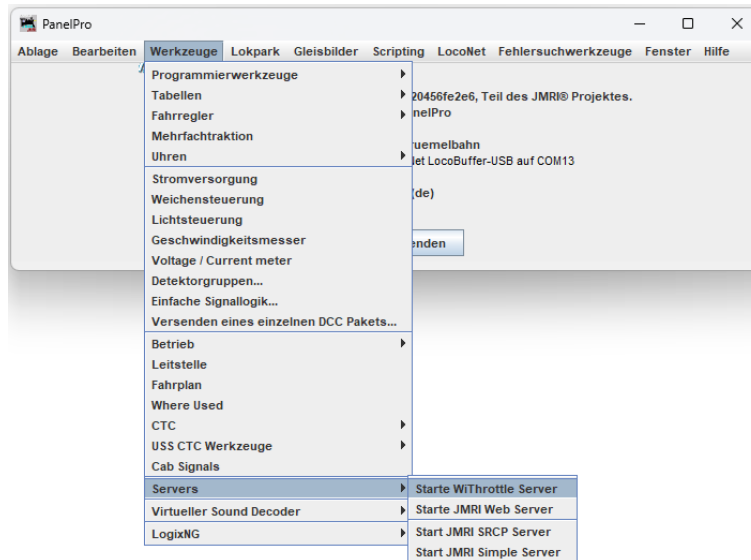 PanelPro
Ablage Bearbeiten Werkzeuge Lokpark Gleisbilder Scripting LocoNet Fehlersuchwerkzeuge Fenster Hilfe
Programmierwerkzeuge
Tabellen
20456fe2e6, Teil des JMRI® Projektes.
Fahrregler
nelPro
Mehrfachtraktion
ruemelbahn
Uhren
Net LocoBuffer-USB auf COM13
Stromversorgung
Weichensteuerung
(de)
Lichtsteuerung
Geschwindigkeitsmesser
enden
Voltage / Current meter
Detektorgruppen...
Einfache Signallogik...
Versenden eines einzelnen DCC Pakets...
Betrieb
Leitstelle
Fahrplan
Where Used
CTC
USS CTC Werkzeuge
Cab Signals
Servers
Starte WiThrottle Server
Virtueller Sound Decoder
Starte JMRI Web Server
LogixNG
Start JMRI SRCP Server
Start JMRI Simple Server